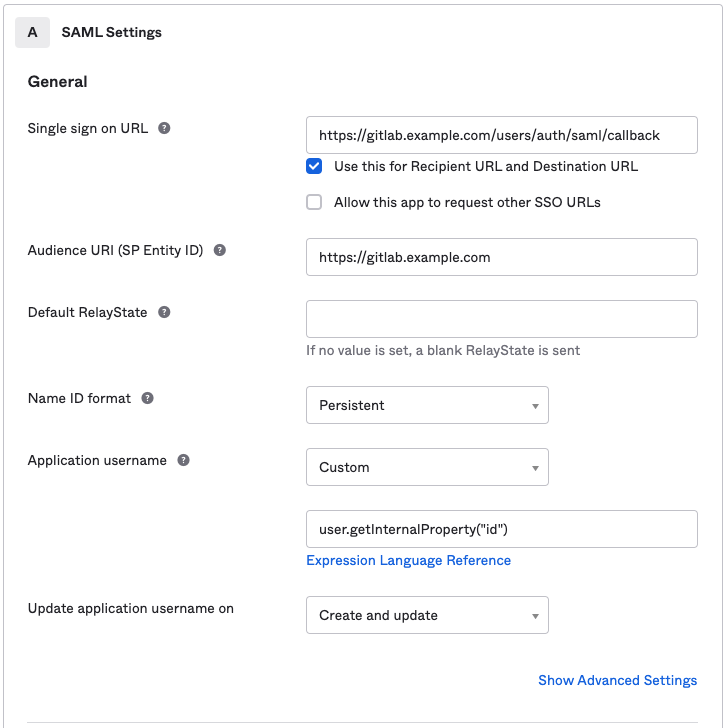 A SAML Settings
General
Single sign on URL ?
https://gitlab.example.com/users/auth/saml/callback
Use this for Recipient URL and Destination URL
Allow this app to request other SSO URLs
Audience URI (SP Entity ID) ?
https://gitlab.example.com
Default RelayState ?
If no value is set, a blank RelayState is sent
Name ID format ?
Persistent
Application username ?
Custom
user.getInternalProperty("id")
Expression Language Reference
Update application username on
Create and update
Show Advanced Settings